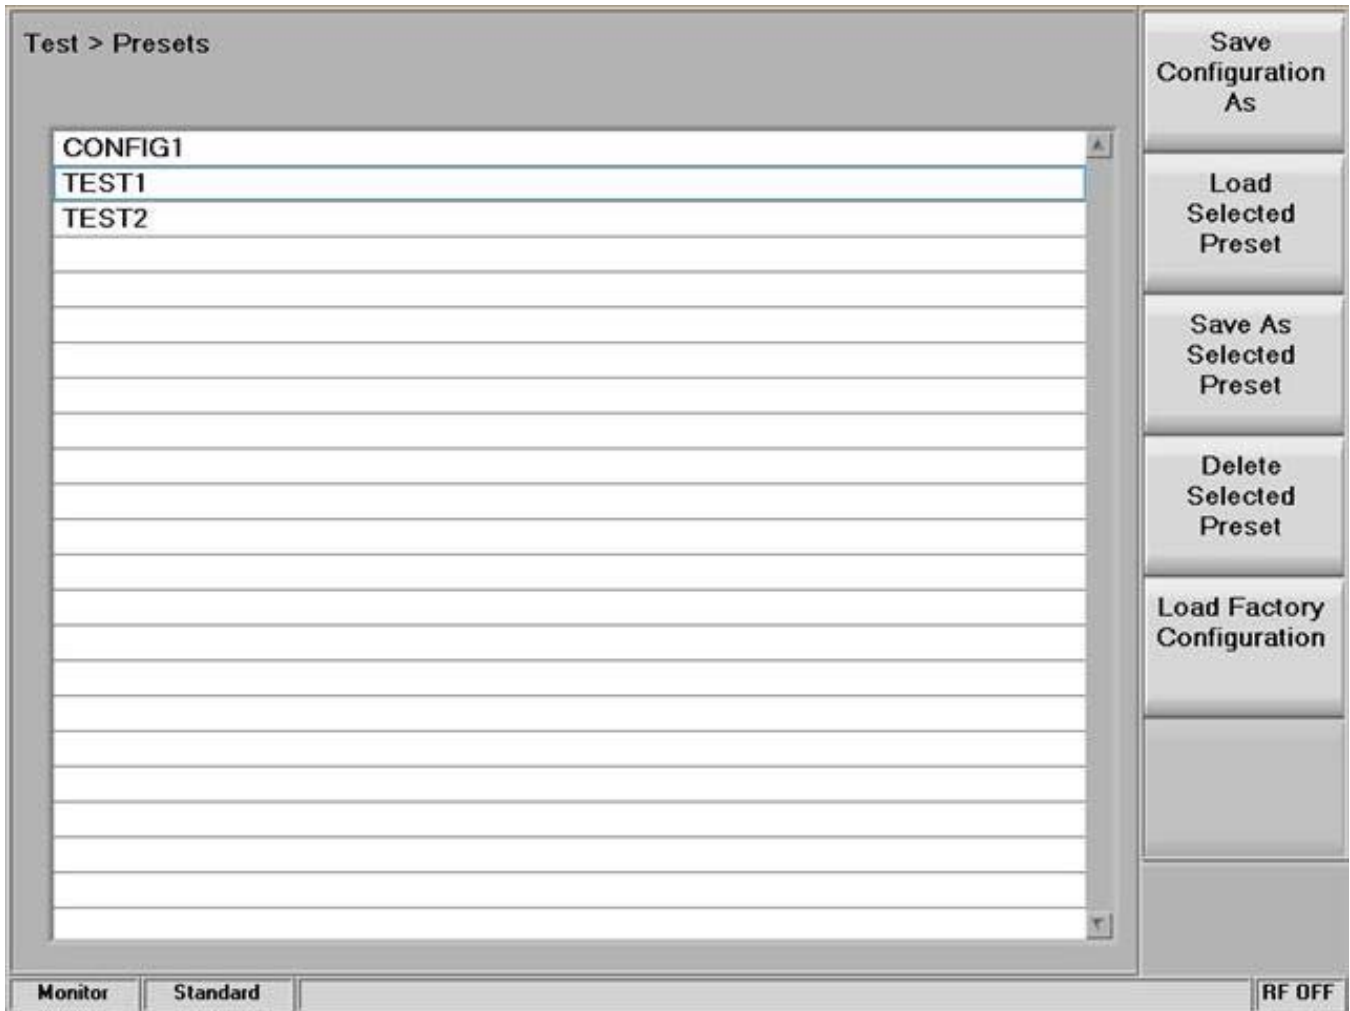 Test > Presets
CONFIG1
TEST1
TEST2
Save
Configuration
As
Load
Selected
Preset
Save As
Selected
Preset
Delete
Selected
Preset
Load Factory
Configuration
Monitor
Standard
RF OFF